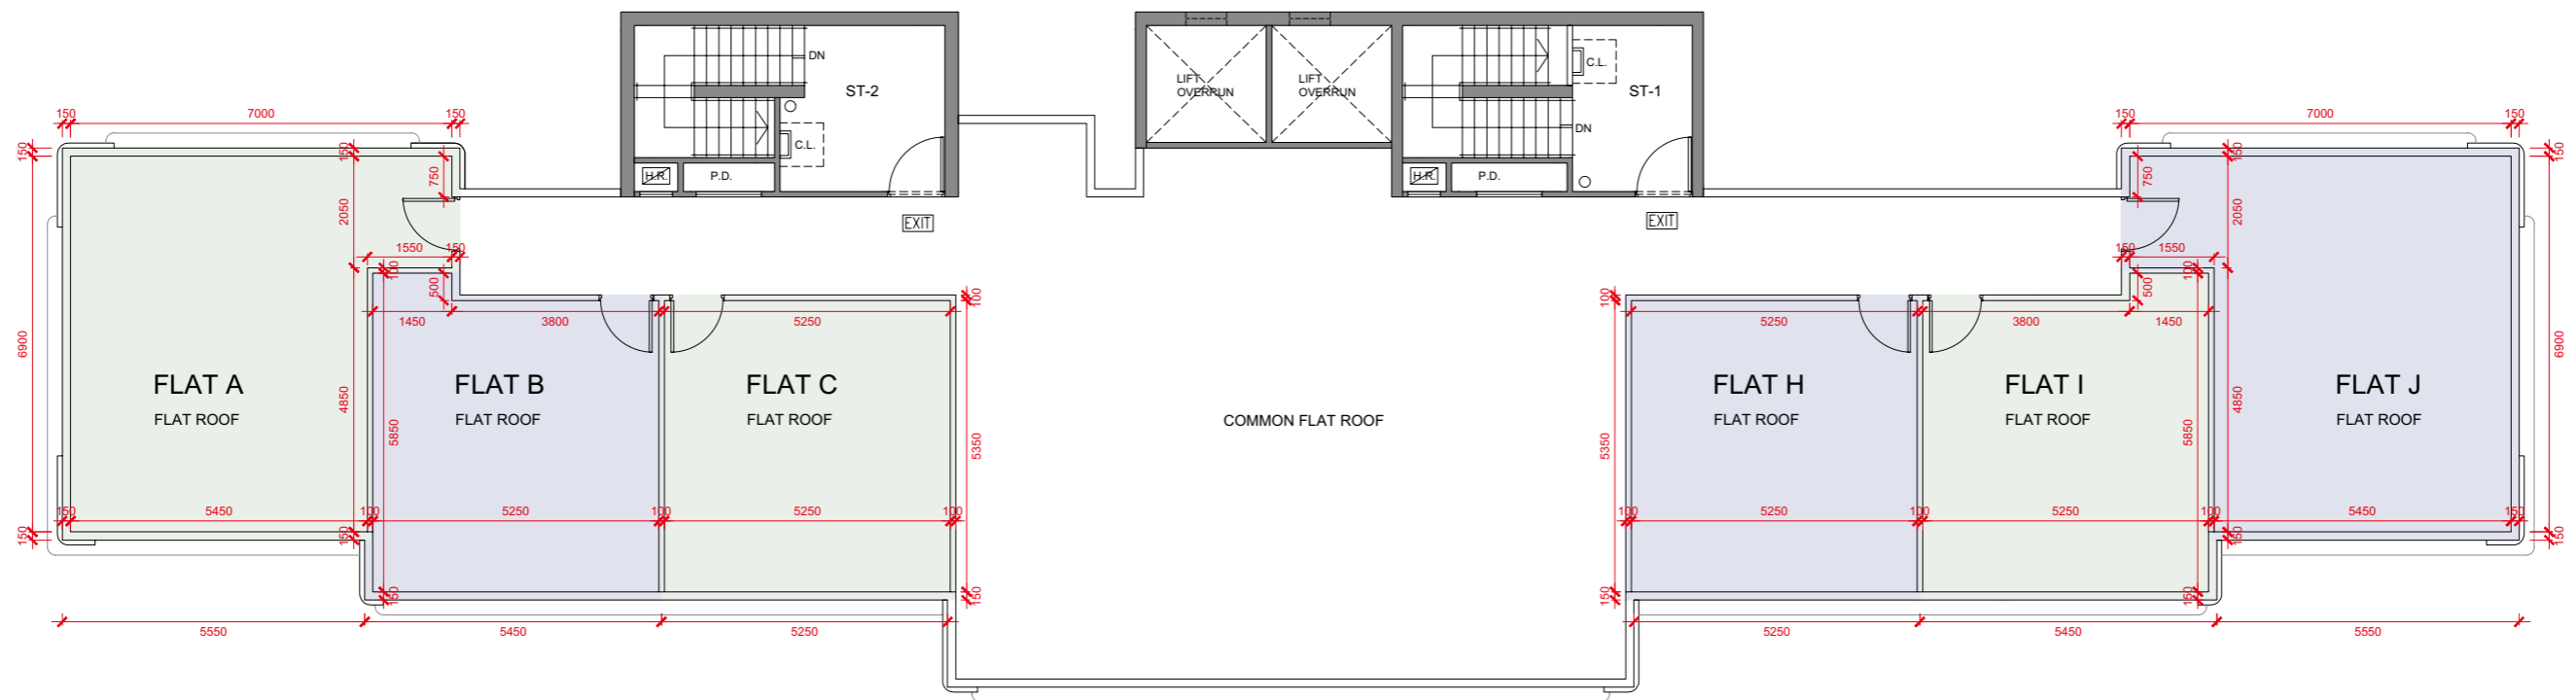 150
7000
150
150
6900
150
150
750
2050
1550
150
4850
100
500
1450
3800
5250
100
5850
5350
150
5450
100
5250
100
5250
100
150
150
150
5550
5450
5250
FLAT A
FLAT ROOF
FLAT B
FLAT ROOF
FLAT C
FLAT ROOF
DN
ST-2
C.L.
H.R.
P.D.
EXIT
LIFT
OVERRUN
LIFT
OVERRUN
C.L.
ST-1
DN
H.R.
P.D.
EXIT
COMMON FLAT ROOF
FLAT H
FLAT ROOF
FLAT I
FLAT ROOF
FLAT J
FLAT ROOF
150
7000
150
150
750
2050
150
1550
150
6900
150
100
500
4850
5250
3800
1450
100
5350
5850
100
5250
100
5250
100
5450
150
150
150
150
5250
5450
5550